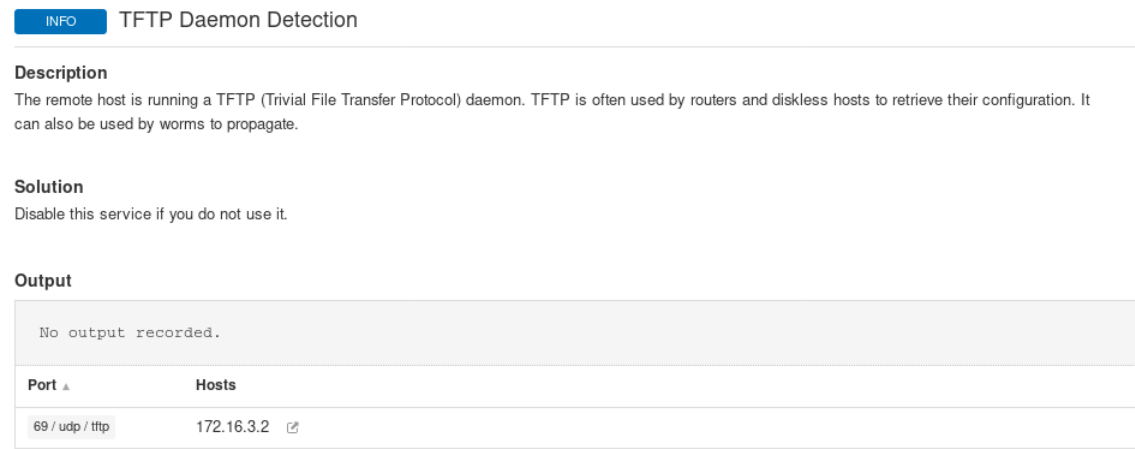 INFO TFTP Daemon Detection
Description
The remote host is running a TFTP (Trivial File Transfer Protocol) daemon. TFTP is often used by routers and diskless hosts to retrieve their configuration. It
can also be used by worms to propagate.
Solution
Disable this service if you do not use it.
Output
No output recorded.
Port ▲ Hosts
69 / udp / tftp 172.16.3.2